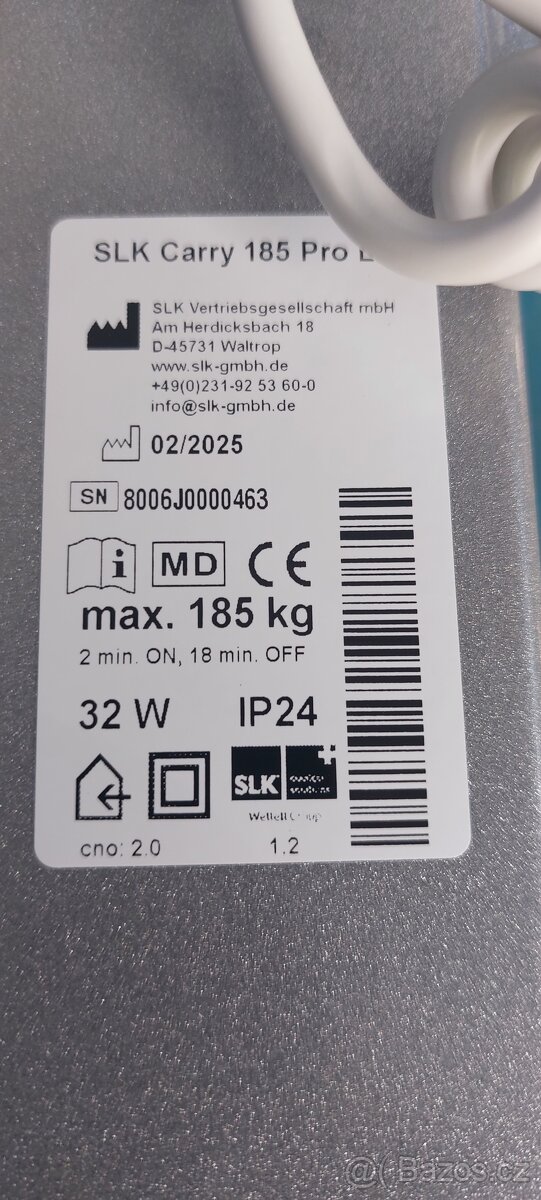 SLK Carry 185 Pro
SLK Vertriebsgesellschaft mbH
Am Herdicksbach 18
D-45731 Waltrop
www.slk-gmbh.de
+49(0)231-92 53 60-0
info@slk-gmbh.de
02/2025
SN 8006J0000463
i MD CE
max. 185 kg
2 min. ON, 18 min. OFF
32 W IP24
SLK
cno: 2.0 1.2
@ Bazos.cz